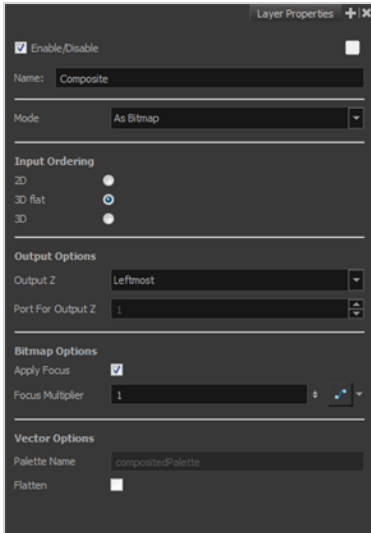 Layer Properties
Enable/Disable
Name: Composite
Mode As Bitmap
Input Ordering
2D
3D flat
3D
Output Options
Output Z Leftmost
Port For Output Z 1
Bitmap Options
Apply Focus
Focus Multiplier 1
Vector Options
Palette Name compositedPalette
Flatten